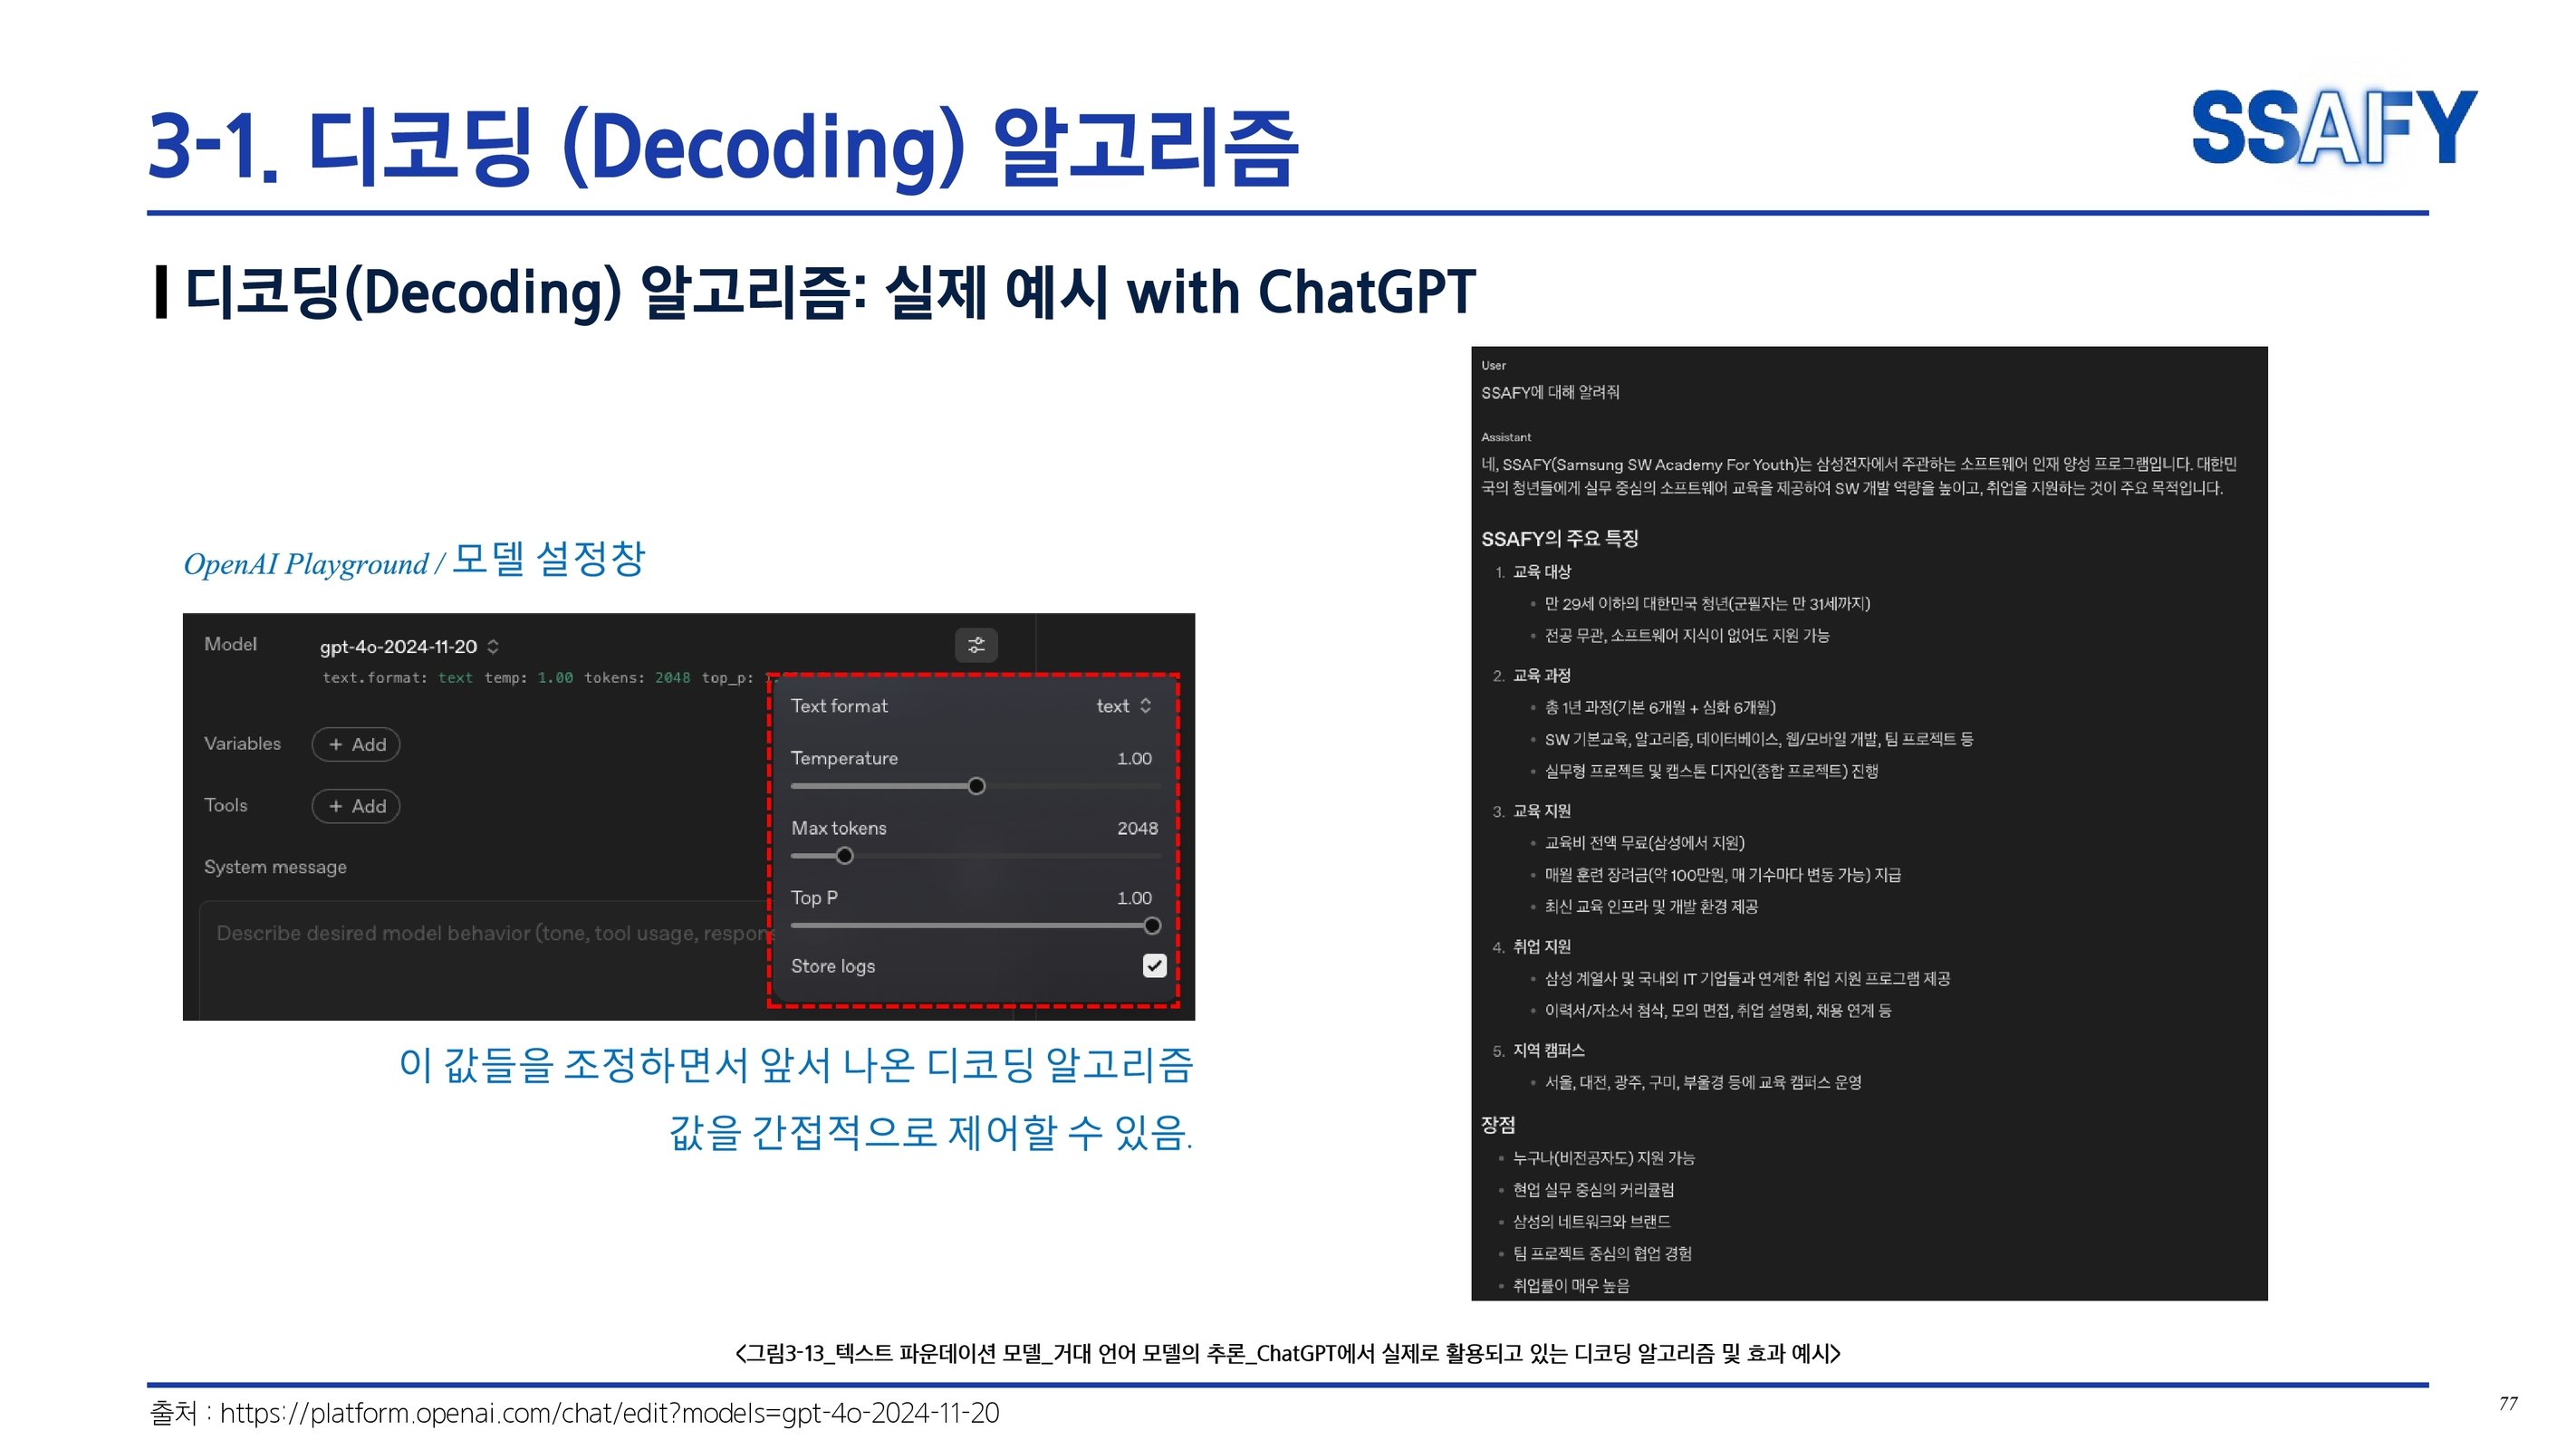 3-1. 디코딩 (Decoding) 알고리즘
SSAFY
디코딩(Decoding) 알고리즘: 실제 예시 with ChatGPT
OpenAI Playground / 모델 설정창
Model
gpt-4o-2024-11-20
text.format: text temp: 1.00 tokens: 2048 top_p: 1.
Variables
+ Add
Tools
+ Add
System message
Describe desired model behavior (tone, tool usage, respon
Text format
text
Temperature
1.00
Max tokens
2048
Top P
1.00
Store logs
이 값들을 조정하면서 앞서 나온 디코딩 알고리즘
값을 간접적으로 제어할 수 있음.
User
SSAFY에 대해 알려줘
Assistant
네, SSAFY(Samsung SW Academy For Youth)는 삼성전자에서 주관하는 소프트웨어 인재 양성 프로그램입니다. 대한민
국의 청년들에게 실무 중심의 소프트웨어 교육을 제공하여 SW 개발 역량을 높이고, 취업을 지원하는 것이 주요 목적입니다.
SSAFY의 주요 특징
1. 교육 대상
• 만 29세 이하의 대한민국 청년(군필자는 만 31세까지)
• 전공 무관, 소프트웨어 지식이 없어도 지원 가능
2. 교육 과정
• 총 1년 과정(기본 6개월 + 심화 6개월)
• SW 기본교육, 알고리즘, 데이터베이스, 웹/모바일 개발, 팀 프로젝트 등
• 실무형 프로젝트 및 캡스톤 디자인(종합 프로젝트) 진행
3. 교육 지원
• 교육비 전액 무료(삼성에서 지원)
• 매월 훈련 장려금(약 100만원, 매 기수마다 변동 가능) 지급
• 최신 교육 인프라 및 개발 환경 제공
4. 취업 지원
• 삼성 계열사 및 국내외 IT 기업들과 연계한 취업 지원 프로그램 제공
• 이력서/자소서 첨삭, 모의 면접, 취업 설명회, 채용 연계 등
5. 지역 캠퍼스
• 서울, 대전, 광주, 구미, 부울경 등에 교육 캠퍼스 운영
장점
• 누구나(비전공자도) 지원 가능
• 현업 실무 중심의 커리큘럼
• 삼성의 네트워크와 브랜드
• 팀 프로젝트 중심의 협업 경험
• 취업률이 매우 높음
<그림3-13_텍스트 파운데이션 모델_거대 언어 모델의 추론_ChatGPT에서 실제로 활용되고 있는 디코딩 알고리즘 및 효과 예시>
출처 : https://platform.openai.com/chat/edit?models=gpt-4o-2024-11-20
77